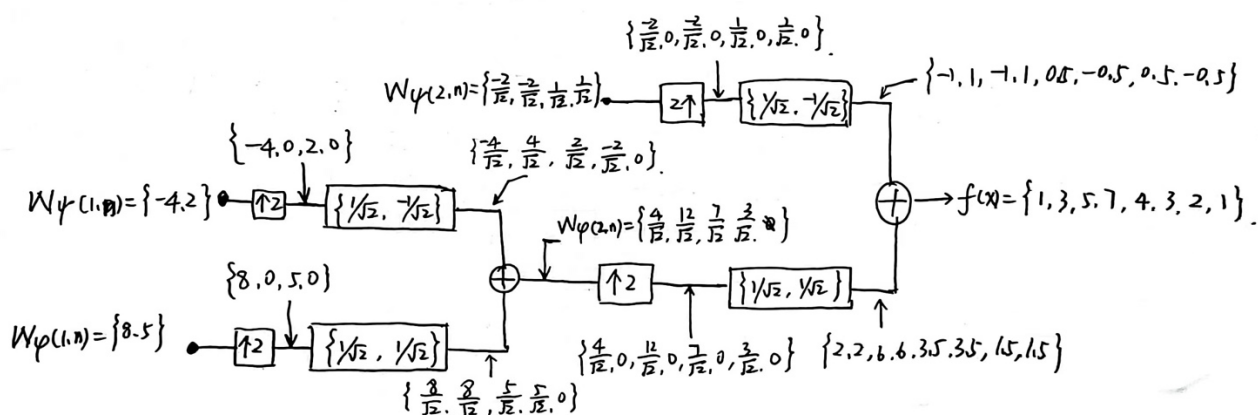 {-2/√2, 0, -2/√2, 0, 1/√2, 0, 1/√2, 0}.
Wψ(2,n)={-2/√2, -2/√2, 1/√2, 1/√2}
2↑
{1/√2, -1/√2}
{-1, 1, -1, 1, 0.5, -0.5, 0.5, -0.5}
{-4, 0, 2, 0}
{-4/√2, 4/√2, 2/√2, -2/√2, 0}.
Wψ(1,n)={-4, 2}
↑2
{1/√2, -1/√2}
+
→ f(x)={1, 3, 5, 7, 4, 3, 2, 1}.
Wφ(2,n)={4/√2, 12/√2, 7/√2, 3/√2.}
{8, 0, 5, 0}
+
↑2
{1/√2, 1/√2}
Wφ(1,n)={8, 5}
↑2
{1/√2, 1/√2}
{4/√2, 0, 12/√2, 0, 7/√2, 0, 3/√2, 0}
{2, 2, 6, 6, 3.5, 3.5, 1.5, 1.5}
{8/√2, 8/√2, 5/√2, 5/√2, 0}